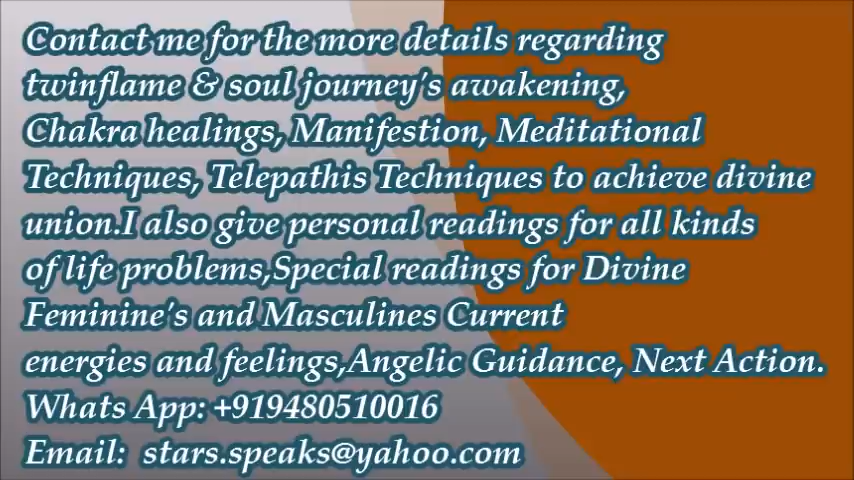 Contact me for the more details regarding
twinflame & soul journey's awakening,
Chakra healings, Manifestion, Meditational
Techniques, Telepathis Techniques to achieve divine
union.I also give personal readings for all kinds
of life problems,Special readings for Divine
Feminine's and Masculines Current
energies and feelings,Angelic Guidance, Next Action.
Whats App: +919480510016
Email: stars.speaks@yahoo.com